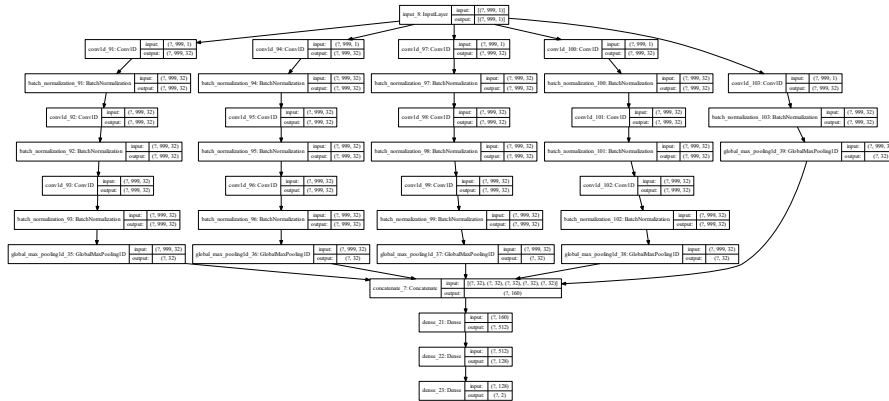 input_8: InputLayer input: [(?, 999, 1)]
output: [(?, 999, 1)]
conv1d_91: Conv1D input: (?, 999, 1)
output: (?, 999, 32)
conv1d_94: Conv1D input: (?, 999, 1)
output: (?, 999, 32)
conv1d_97: Conv1D input: (?, 999, 1)
output: (?, 999, 32)
conv1d_100: Conv1D input: (?, 999, 1)
output: (?, 999, 32)
batch_normalization_91: BatchNormalization input: (?, 999, 32)
output: (?, 999, 32)
batch_normalization_94: BatchNormalization input: (?, 999, 32)
output: (?, 999, 32)
batch_normalization_97: BatchNormalization input: (?, 999, 32)
output: (?, 999, 32)
batch_normalization_100: BatchNormalization input: (?, 999, 32)
output: (?, 999, 32)
conv1d_103: Conv1D input: (?, 999, 1)
output: (?, 999, 32)
conv1d_92: Conv1D input: (?, 999, 32)
output: (?, 999, 32)
conv1d_95: Conv1D input: (?, 999, 32)
output: (?, 999, 32)
conv1d_98: Conv1D input: (?, 999, 32)
output: (?, 999, 32)
conv1d_101: Conv1D input: (?, 999, 32)
output: (?, 999, 32)
batch_normalization_103: BatchNormalization input: (?, 999, 32)
output: (?, 999, 32)
batch_normalization_92: BatchNormalization input: (?, 999, 32)
output: (?, 999, 32)
batch_normalization_95: BatchNormalization input: (?, 999, 32)
output: (?, 999, 32)
batch_normalization_98: BatchNormalization input: (?, 999, 32)
output: (?, 999, 32)
batch_normalization_101: BatchNormalization input: (?, 999, 32)
output: (?, 999, 32)
global_max_pooling1d_39: GlobalMaxPooling1D input: (?, 999, 32)
output: (?, 32)
conv1d_93: Conv1D input: (?, 999, 32)
output: (?, 999, 32)
conv1d_96: Conv1D input: (?, 999, 32)
output: (?, 999, 32)
conv1d_99: Conv1D input: (?, 999, 32)
output: (?, 999, 32)
conv1d_102: Conv1D input: (?, 999, 32)
output: (?, 999, 32)
batch_normalization_93: BatchNormalization input: (?, 999, 32)
output: (?, 999, 32)
batch_normalization_96: BatchNormalization input: (?, 999, 32)
output: (?, 999, 32)
batch_normalization_99: BatchNormalization input: (?, 999, 32)
output: (?, 999, 32)
batch_normalization_102: BatchNormalization input: (?, 999, 32)
output: (?, 999, 32)
global_max_pooling1d_35: GlobalMaxPooling1D input: (?, 999, 32)
output: (?, 32)
global_max_pooling1d_36: GlobalMaxPooling1D input: (?, 999, 32)
output: (?, 32)
global_max_pooling1d_37: GlobalMaxPooling1D input: (?, 999, 32)
output: (?, 32)
global_max_pooling1d_38: GlobalMaxPooling1D input: (?, 999, 32)
output: (?, 32)
concatenate_7: Concatenate input: [(?, 32), (?, 32), (?, 32), (?, 32), (?, 32)]
output: (?, 160)
dense_21: Dense input: (?, 160)
output: (?, 512)
dense_22: Dense input: (?, 512)
output: (?, 128)
dense_23: Dense input: (?, 128)
output: (?, 2)